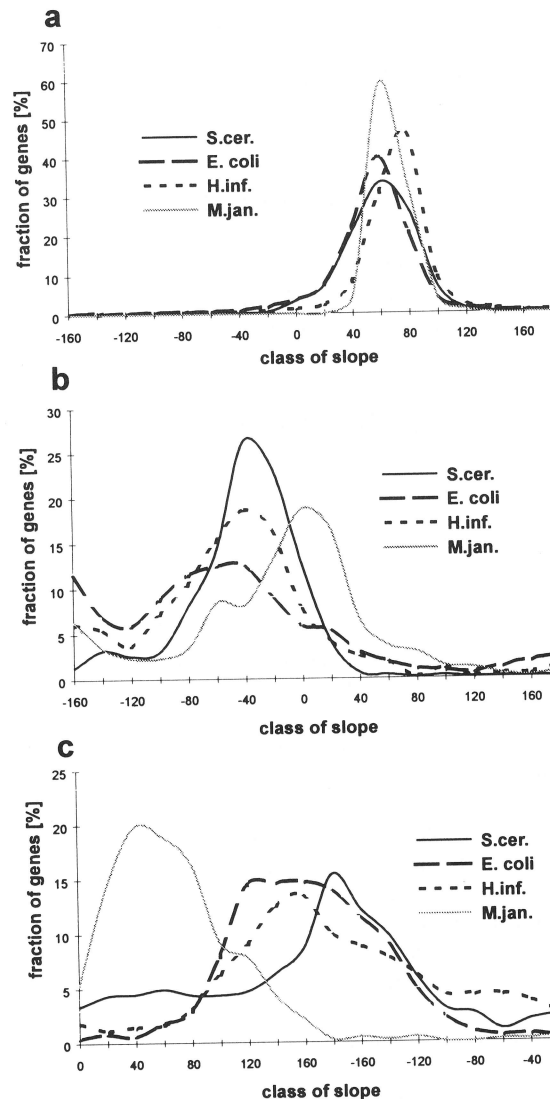 a
fraction of genes [%]
70
60
50
40
30
20
10
0
S.cer.
E. coli
H.inf.
M.jan.
-160 -120 -80 -40 0 40 80 120 160
class of slope
b
fraction of genes [%]
30
25
20
15
10
5
0
S.cer.
E. coli
H.inf.
M.jan.
-160 -120 -80 -40 0 40 80 120 160
class of slope
c
fraction of genes [%]
25
20
15
10
5
0
S.cer.
E. coli
H.inf.
M.jan.
0 40 80 120 160 -160 -120 -80 -40
class of slope